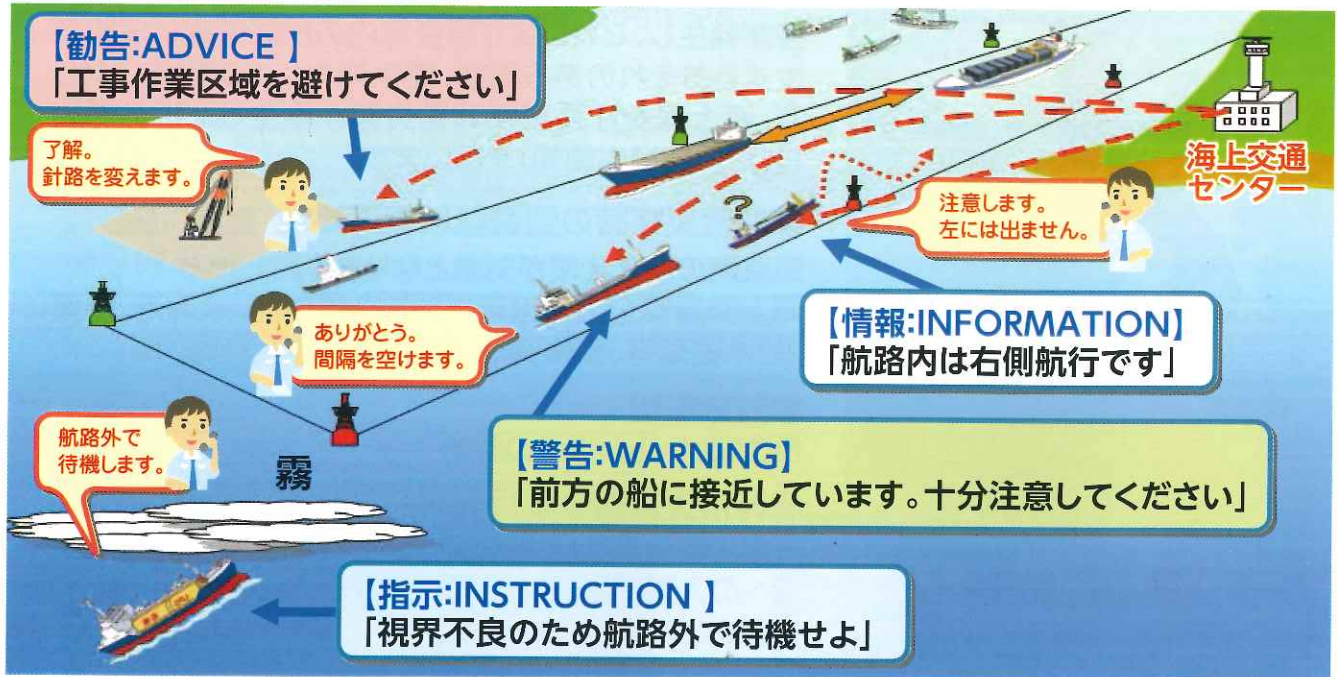 【勧告:ADVICE 】
「工事作業区域を避けてください」
了解。
針路を変えます。
海上交通
センター
?
注意します。
左には出ません。
【情報:INFORMATION】
「航路内は右側航行です」
ありがとう。
間隔を空けます。
【警告:WARNING】
「前方の船に接近しています。十分注意してください」
航路外で
待機します。
霧
【指示:INSTRUCTION 】
「視界不良のため航路外で待機せよ」